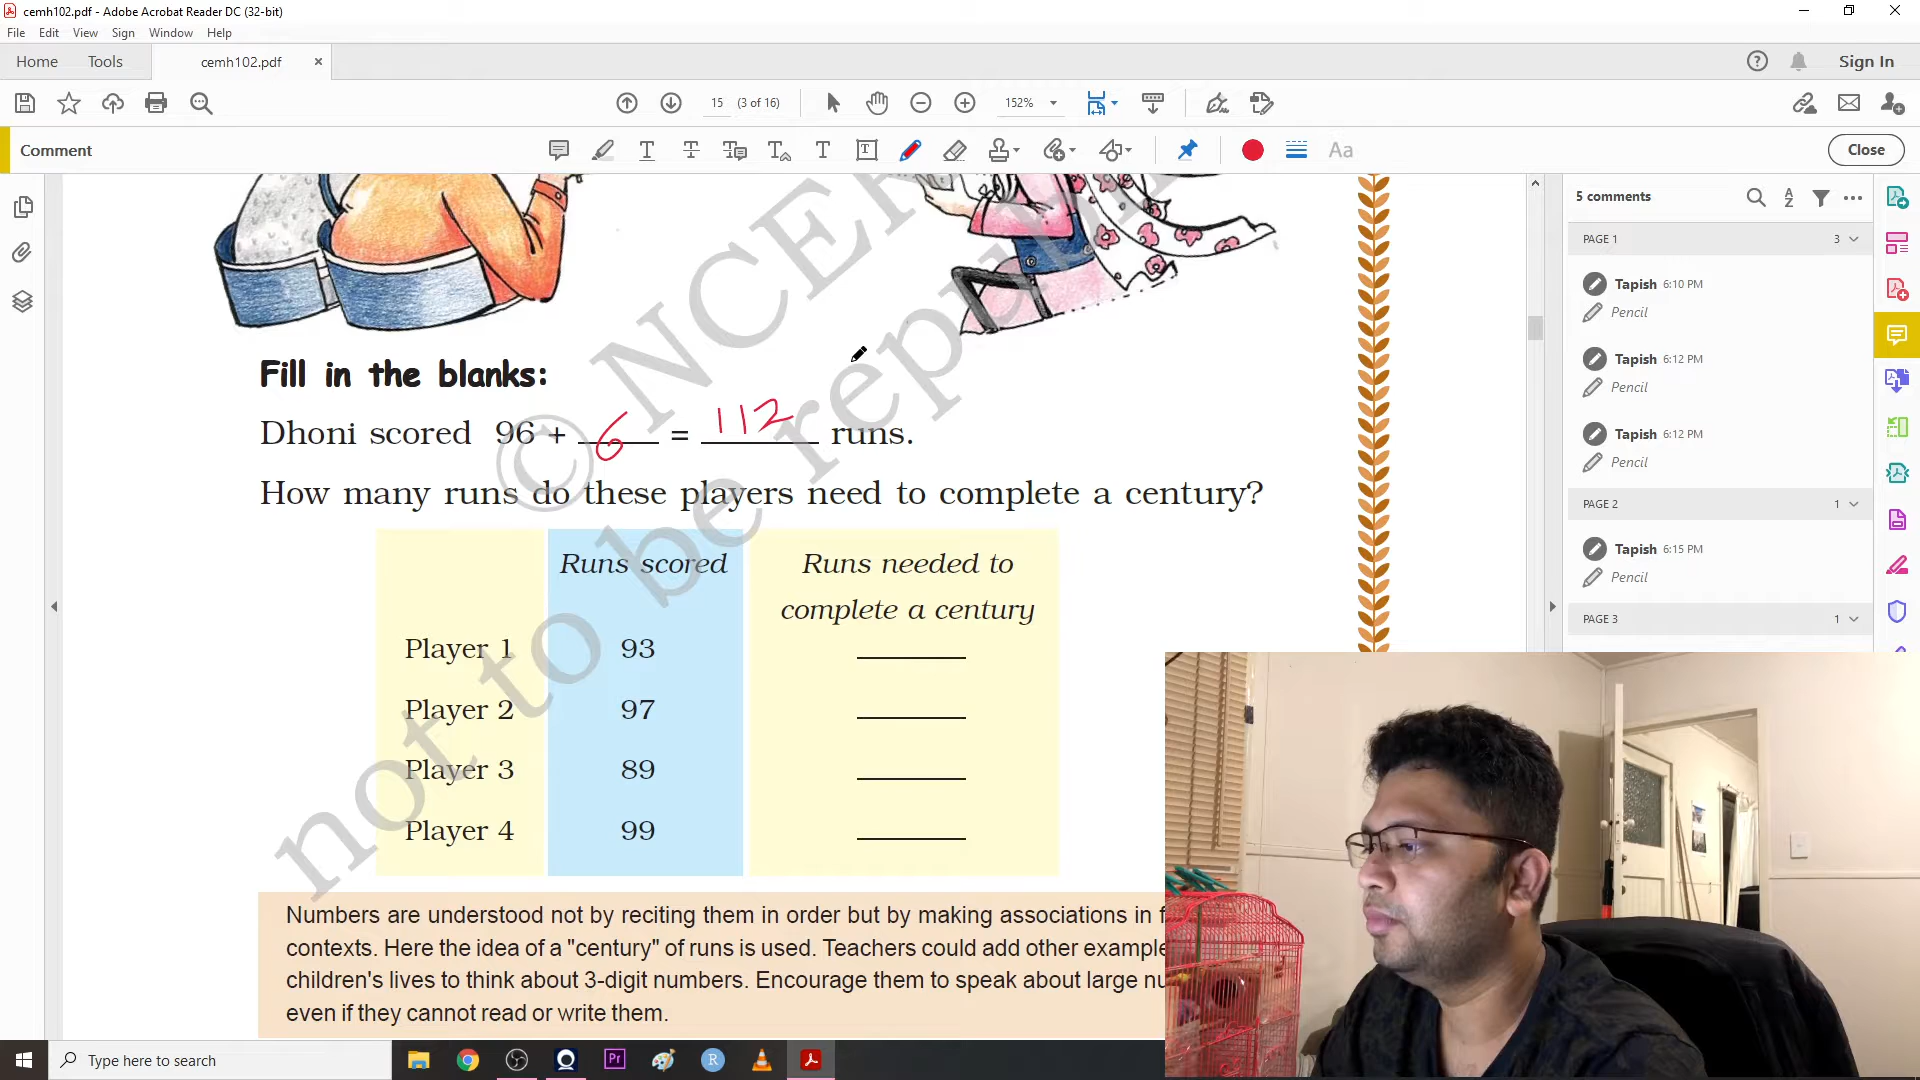 cemh102.pdf - Adobe Acrobat Reader DC (32-bit)
File Edit View Sign Window Help
Home Tools cemh102.pdf Sign In
15 (3 of 16) 152%
Comment Close
5 comments
PAGE 1 3
Tapish 6:10 PM
Pencil
Tapish 6:12 PM
Pencil
Tapish 6:12 PM
Pencil
PAGE 2 1
Tapish 6:15 PM
Pencil
PAGE 3 1
© NCER
not to be republi
Fill in the blanks:
Dhoni scored 96 + 6 = 112 runs.
How many runs do these players need to complete a century?
Runs scored Runs needed to
complete a century
Player 1 93
Player 2 97
Player 3 89
Player 4 99
Numbers are understood not by reciting them in order but by making associations in
contexts. Here the idea of a "century" of runs is used. Teachers could add other example
children's lives to think about 3-digit numbers. Encourage them to speak about large nu
even if they cannot read or write them.
Type here to search